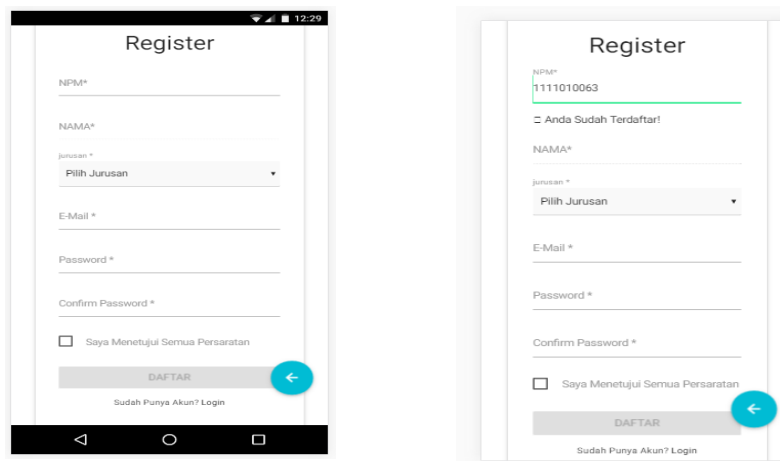 12:29
Register
NPM*
NAMA*
jurusan *
Pilih Jurusan
E-Mail *
Password *
Confirm Password *
Saya Menetujui Semua Persaratan
DAFTAR
Sudah Punya Akun? Login
Register
NPM*
1111010063
Anda Sudah Terdaftar!
NAMA*
jurusan *
Pilih Jurusan
E-Mail *
Password *
Confirm Password *
Saya Menetujui Semua Persaratan
DAFTAR
Sudah Punya Akun? Login